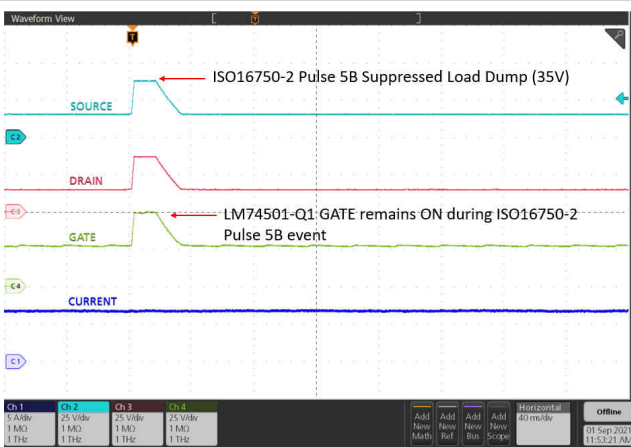 Waveform View
T
T
ISO16750-2 Pulse 5B Suppressed Load Dump (35V)
SOURCE
C2
DRAIN
C3
LM74501-Q1 GATE remains ON during ISO16750-2
Pulse 5B event
GATE
C4
CURRENT
C1
Ch 1 Ch 2 Ch 3 Ch 4
5 A/div 25 V/div 25 V/div 25 V/div
1 MΩ 1 MΩ 1 MΩ 1 MΩ
1 THz 1 THz 1 THz 1 THz
Add Add Add Add
New New New New
Math Ref Bus Scope
Horizontal
40 ms/div
Offline
01 Sep 2021
11:53:21 AM